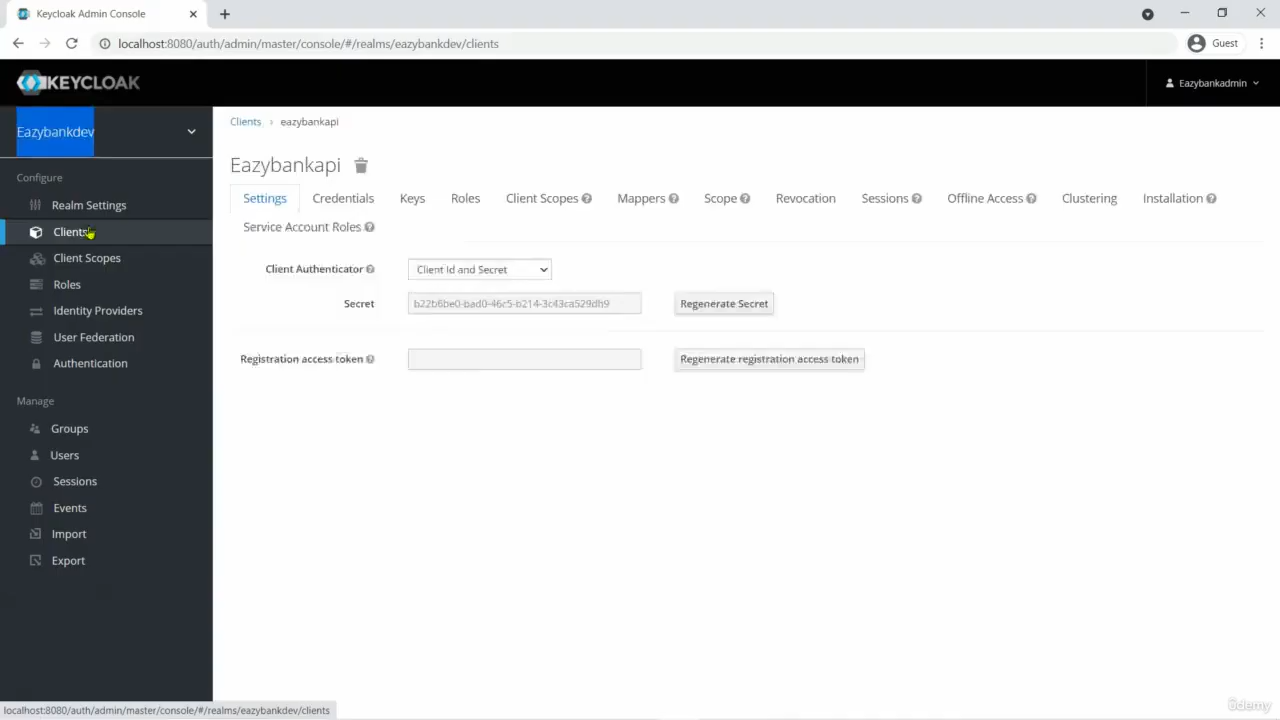 Keycloak Admin Console
localhost:8080/auth/admin/master/console/#/realms/eazybankdev/clients
Guest
KEYCLOAK
Eazybankadmin
Eazybankdev
Clients › eazybankapi
Configure
Eazybankapi
Realm Settings
Settings Credentials Keys Roles Client Scopes Mappers Scope Revocation Sessions Offline Access Clustering Installation
Service Account Roles
Clients
Client Scopes
Roles
Identity Providers
User Federation
Authentication
Client Authenticator Client Id and Secret
Secret b22b6be0-bad0-46c5-b214-3c43ca529db9 Regenerate Secret
Registration access token Regenerate registration access token
Manage
Groups
Users
Sessions
Events
Import
Export
localhost:8080/auth/admin/master/console/#/realms/eazybankdev/clients
ûdemy